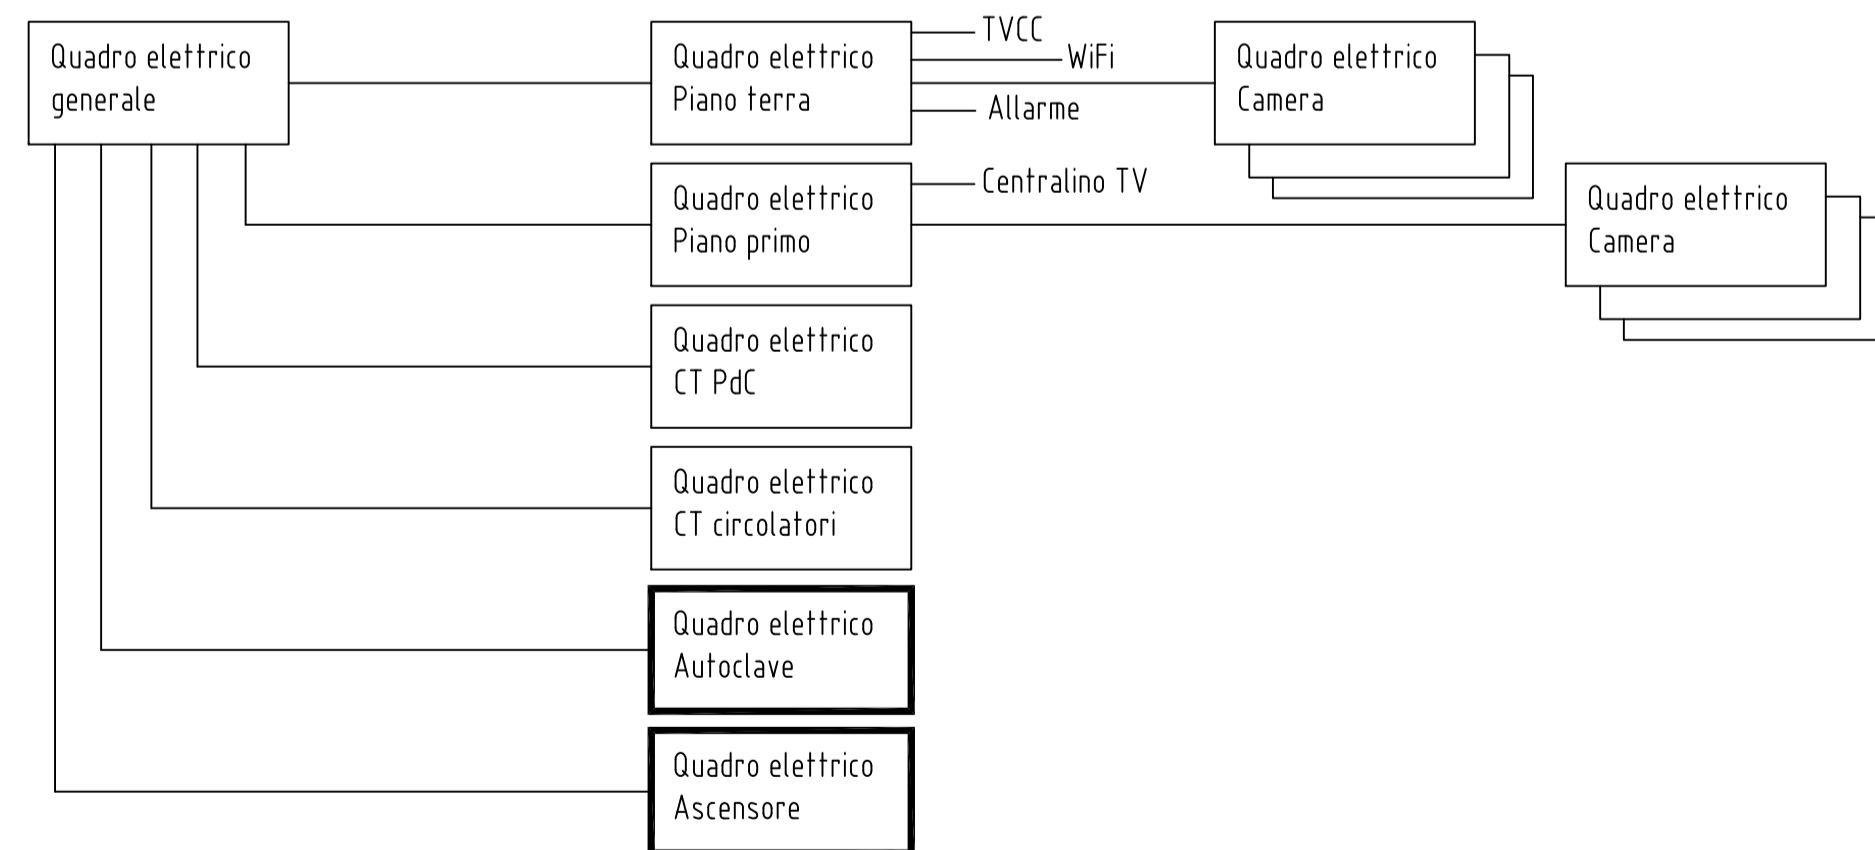 Quadro elettrico
generale
Quadro elettrico
Piano terra
TVCC
WiFi
Allarme
Quadro elettrico
Camera
Quadro elettrico
Piano primo
Centralino TV
Quadro elettrico
Camera
Quadro elettrico
CT PdC
Quadro elettrico
CT circolatori
Quadro elettrico
Autoclave
Quadro elettrico
Ascensore